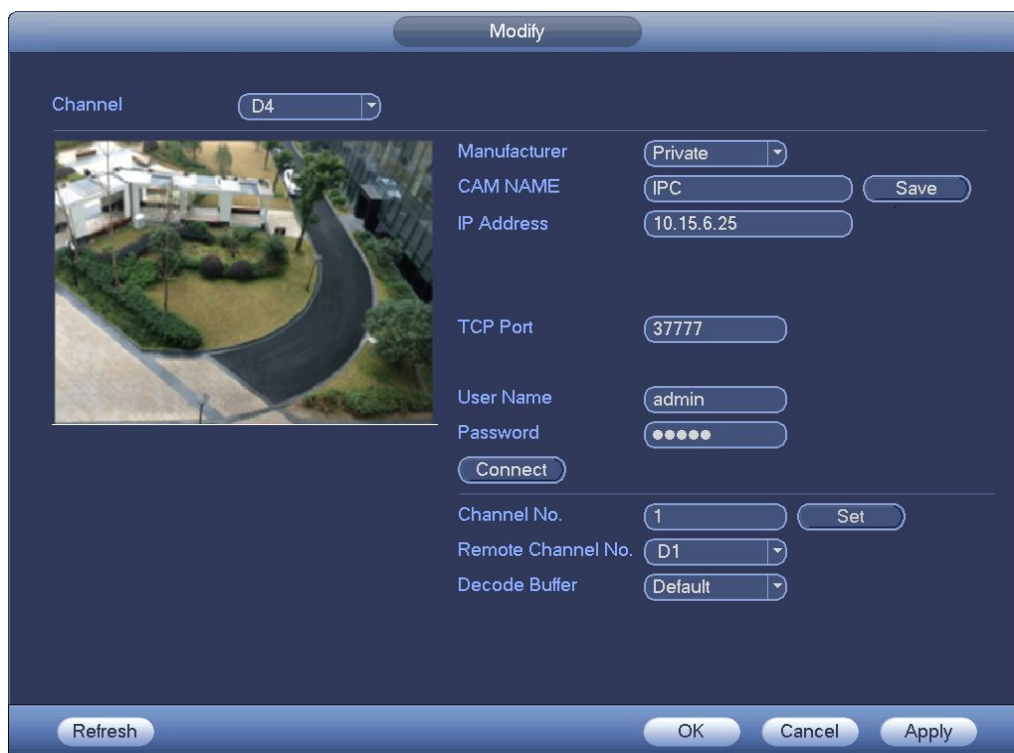 Modify
Channel D4
Manufacturer Private
CAM NAME IPC Save
IP Address 10.15.6.25
TCP Port 37777
User Name admin
Password ●●●●●
Connect
Channel No. 1 Set
Remote Channel No. D1
Decode Buffer Default
Refresh OK Cancel Apply